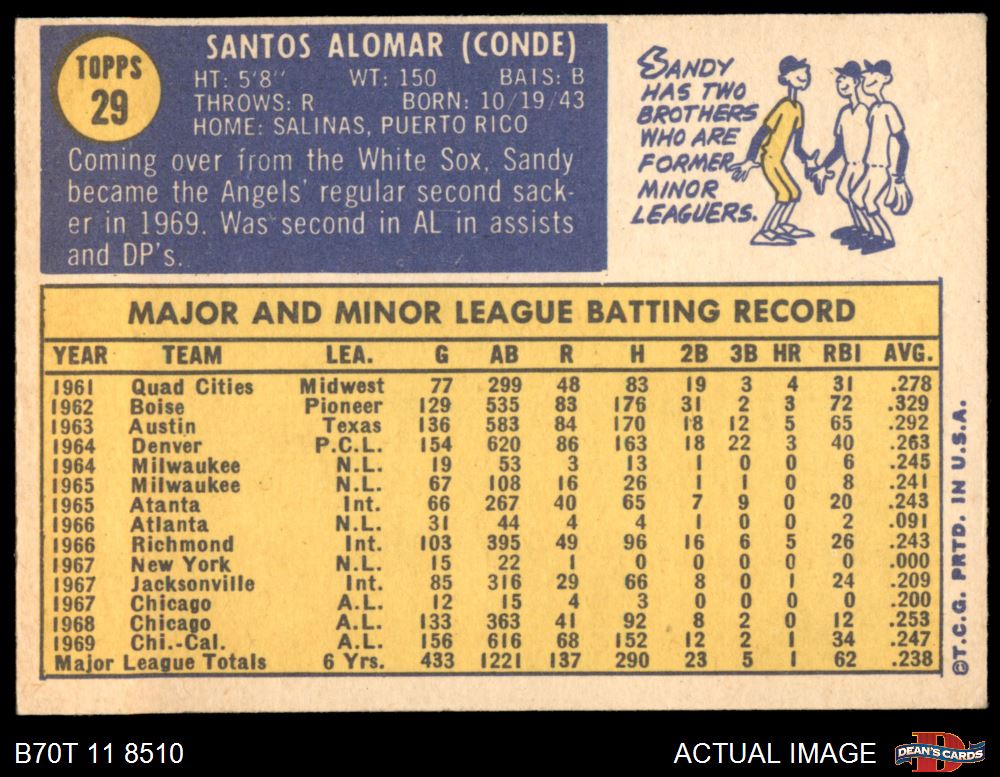 TOPPS
29
SANTOS ALOMAR (CONDE)
HT: 5'8" WT: 150 BATS: B
THROWS: R BORN: 10/19/43
HOME: SALINAS, PUERTO RICO
Coming over from the White Sox, Sandy
became the Angels' regular second sack-
er in 1969. Was second in AL in assists
and DP's.
SANDY
HAS TWO
BROTHERS
WHO ARE
FORMER
MINOR
LEAGUERS.
MAJOR AND MINOR LEAGUE BATTING RECORD
YEAR TEAM LEA. G AB R H 2B 3B HR RBI AVG.
1961 Quad Cities Midwest 77 299 48 83 19 3 4 31 .278
1962 Boise Pioneer 129 535 83 176 31 2 3 72 .329
1963 Austin Texas 136 583 84 170 18 12 5 65 .292
1964 Denver P.C.L. 154 620 86 163 18 22 3 40 .263
1964 Milwaukee N.L. 19 53 3 13 1 0 0 6 .245
1965 Milwaukee N.L. 67 108 16 26 1 1 0 8 .241
1965 Atanta Int. 66 267 40 65 7 9 0 20 .243
1966 Atlanta N.L. 31 44 4 4 1 0 0 2 .091
1966 Richmond Int. 103 395 49 96 16 6 5 26 .243
1967 New York N.L. 15 22 1 0 0 0 0 0 .000
1967 Jacksonville Int. 85 316 29 66 8 0 1 24 .209
1967 Chicago A.L. 12 15 4 3 0 0 0 0 .200
1968 Chicago A.L. 133 363 41 92 8 2 0 12 .253
1969 Chi.-Cal. A.L. 156 616 68 152 12 2 1 34 .247
Major League Totals 6 Yrs. 433 1221 137 290 23 5 1 62 .238
©T.C.G. PRTD. IN U.S.A.
B70T 11 8510
ACTUAL IMAGE
D
DEAN'S CARDS